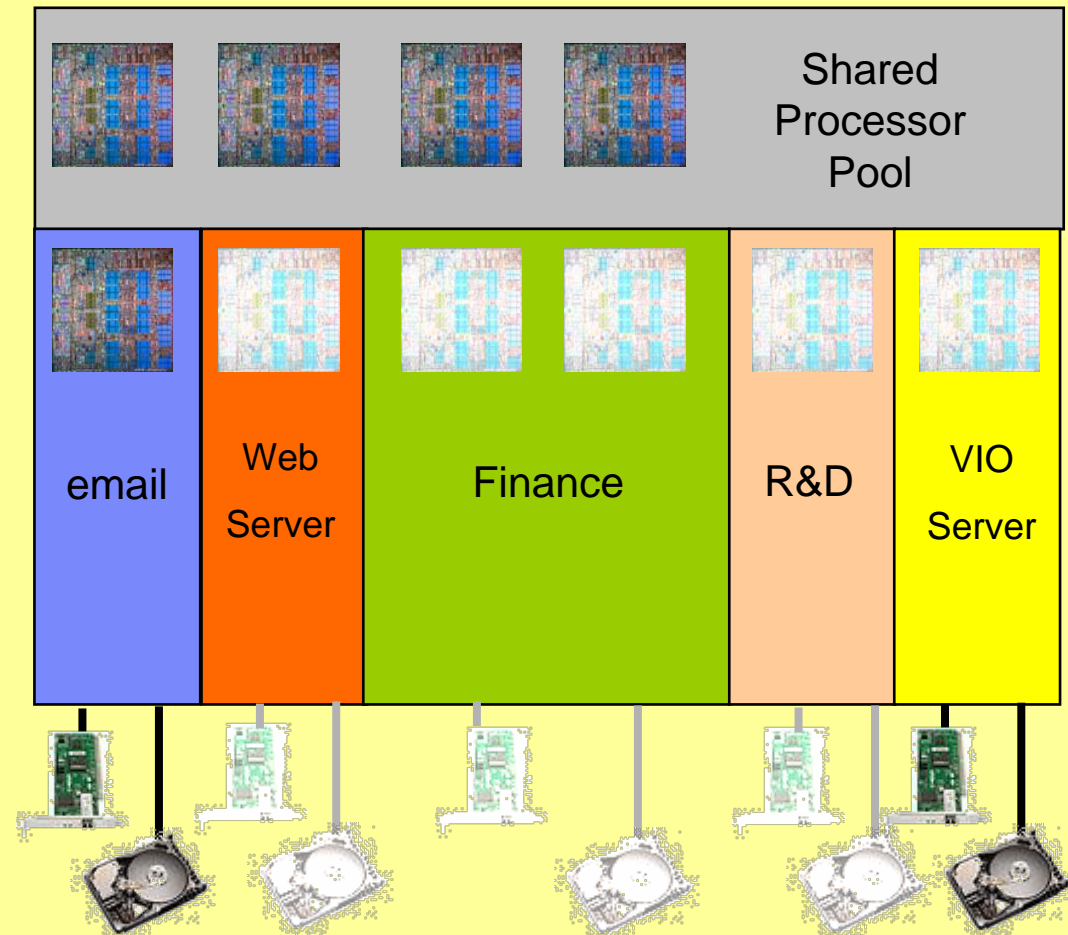 Shared
Processor
Pool
email
Web
Server
Finance
R&D
VIO
Server